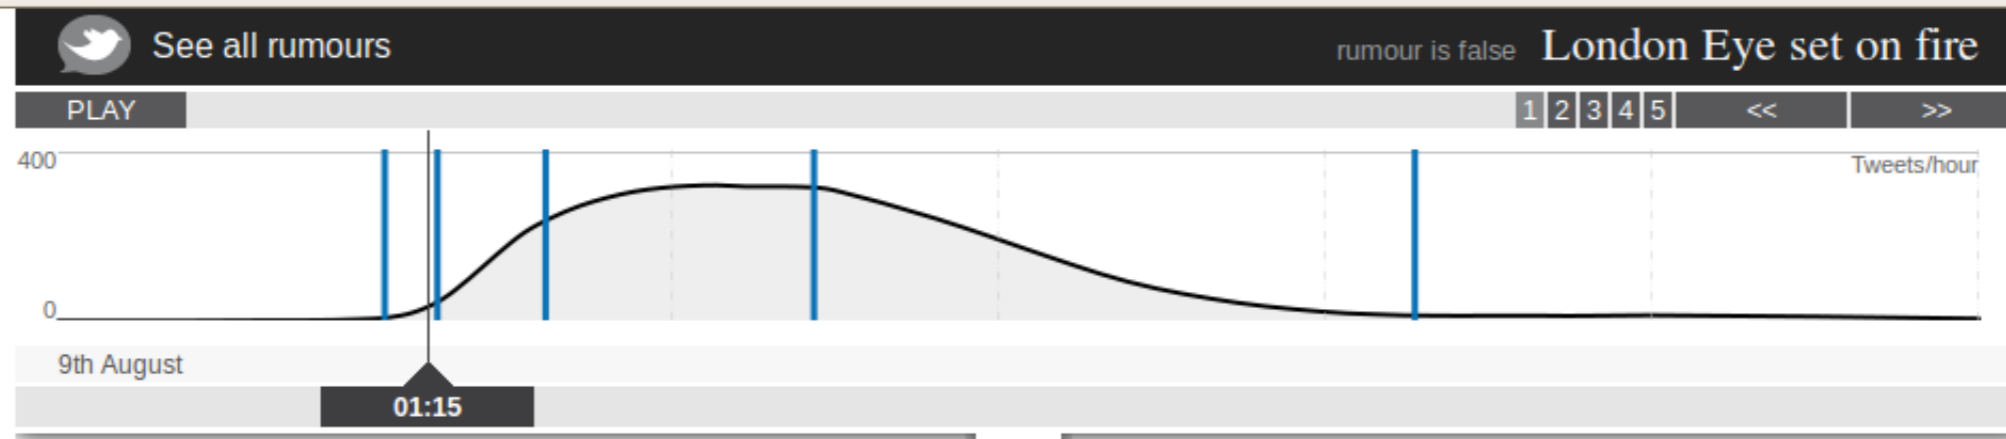 See all rumours
rumour is false London Eye set on fire
PLAY
1 2 3 4 5 << >>
400
Tweets/hour
0
9th August
01:15